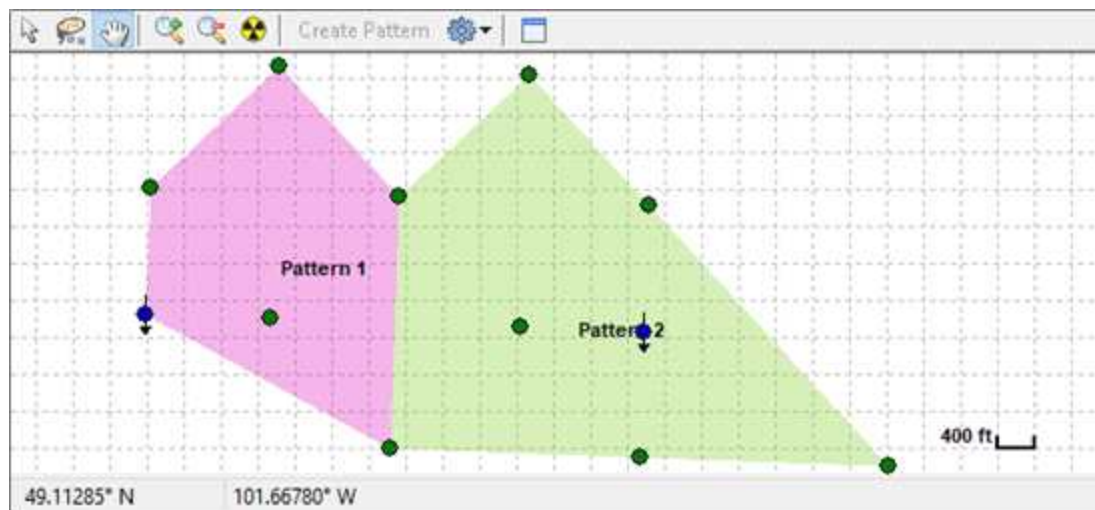 Create Pattern
Pattern 1
Pattern 2
400 ft
49.11285° N
101.66780° W